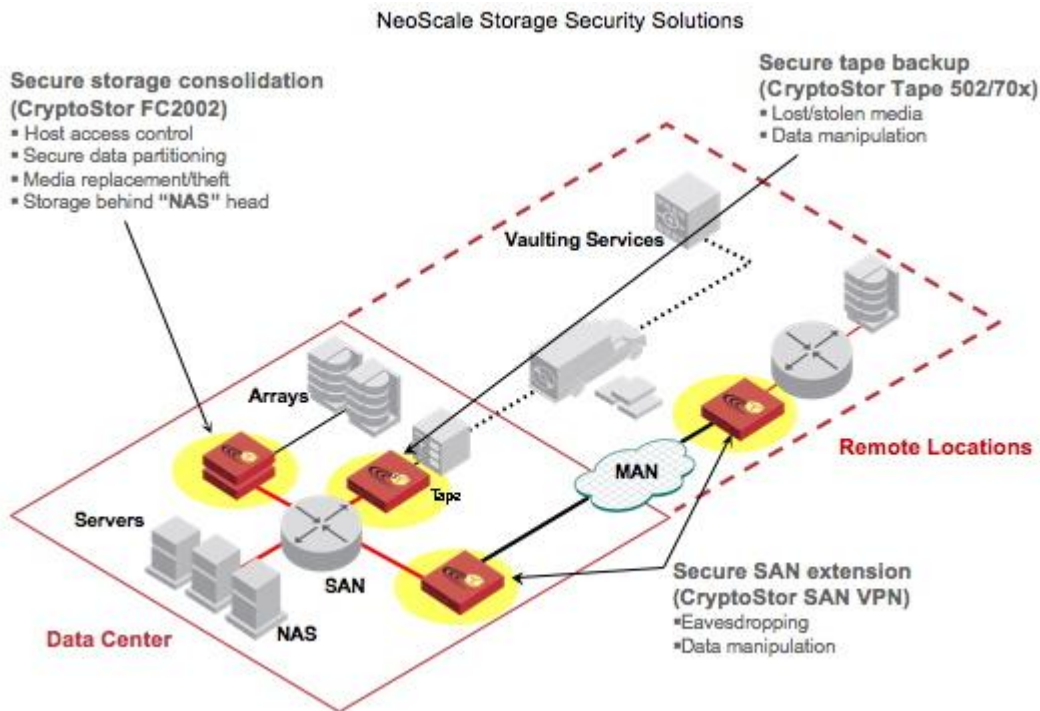 NeoScale Storage Security Solutions
Secure storage consolidation
(CryptoStor FC2002)
▪ Host access control
▪ Secure data partitioning
▪ Media replacement/theft
▪ Storage behind “NAS” head
Secure tape backup
(CryptoStor Tape 502/70x)
▪ Lost/stolen media
▪ Data manipulation
Vaulting Services
Arrays
Remote Locations
MAN
Tape
Servers
SAN
NAS
Data Center
Secure SAN extension
(CryptoStor SAN VPN)
▪Eavesdropping
▪Data manipulation